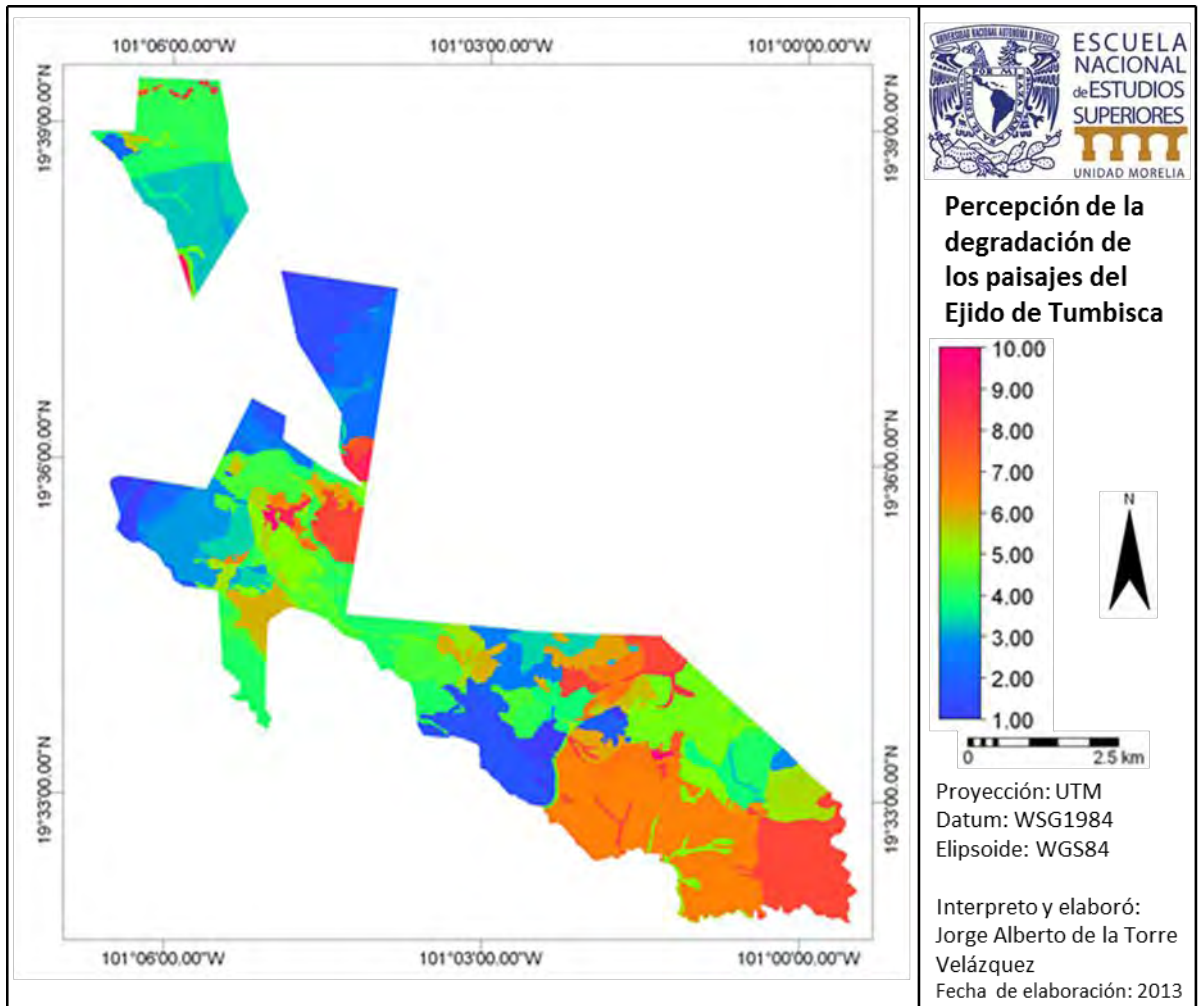 101°06'00.00"W
101°03'00.00"W
101°00'00.00"W
19°39'00.00"N
19°36'00.00"N
19°33'00.00"N
19°39'00.00"N
19°36'00.00"N
19°33'00.00"N
101°06'00.00"W
101°03'00.00"W
101°00'00.00"W
ESCUELA
NACIONAL
de ESTUDIOS
SUPERIORES
UNIDAD MORELIA
Percepción de la
degradación de
los paisajes del
Ejido de Tumbisca
10.00
9.00
8.00
7.00
6.00
5.00
4.00
3.00
2.00
1.00
N
0
2.5 km
Proyección: UTM
Datum: WSG1984
Elipsoide: WGS84
Interpreto y elaboró:
Jorge Alberto de la Torre
Velázquez
Fecha de elaboración: 2013